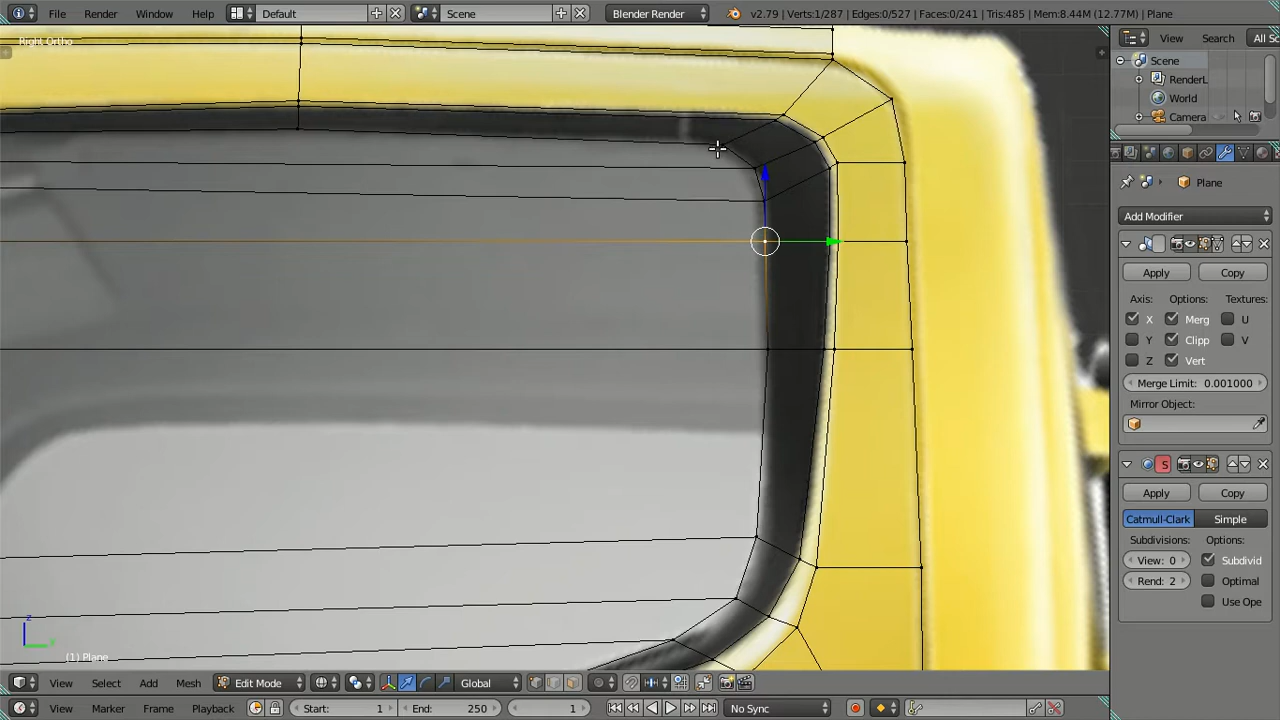 File Render Window Help Default Scene Blender Render v2.79 | Verts:1/287 | Edges:0/527 | Faces:0/241 | Tris:485 | Mem:8.44M (12.77M) | Plane
Right Ortho
View Search All Sc
Scene
RenderL
World
Camera
Plane
Add Modifier
Apply Copy
Axis: Options: Textures:
X Merg U
Y Clipp V
Z Vert
Merge Limit: 0.001000
Mirror Object:
S
Apply Copy
Catmull-Clark Simple
Subdivisions: Options:
View: 0 Subdivid
Rend: 2 Optimal
Use Ope
z
y
(1) Plane
View Select Add Mesh Edit Mode Global
View Marker Frame Playback Start: 1 End: 250 1 No Sync